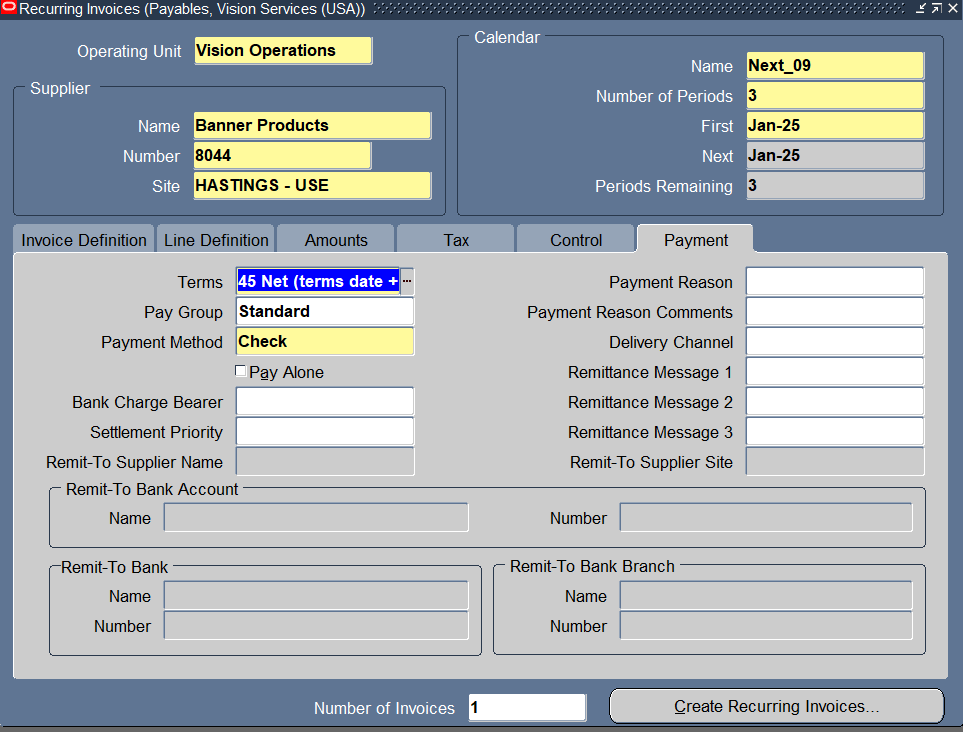 Recurring Invoices (Payables, Vision Services (USA))
Operating Unit Vision Operations
Supplier
Name Banner Products
Number 8044
Site HASTINGS - USE
Calendar
Name Next_09
Number of Periods 3
First Jan-25
Next Jan-25
Periods Remaining 3
Invoice Definition Line Definition Amounts Tax Control Payment
Terms 45 Net (terms date + ...
Pay Group Standard
Payment Method Check
Pay Alone
Bank Charge Bearer
Settlement Priority
Remit-To Supplier Name
Payment Reason
Payment Reason Comments
Delivery Channel
Remittance Message 1
Remittance Message 2
Remittance Message 3
Remit-To Supplier Site
Remit-To Bank Account
Name Number
Remit-To Bank
Name
Number
Remit-To Bank Branch
Name
Number
Number of Invoices 1 Create Recurring Invoices...